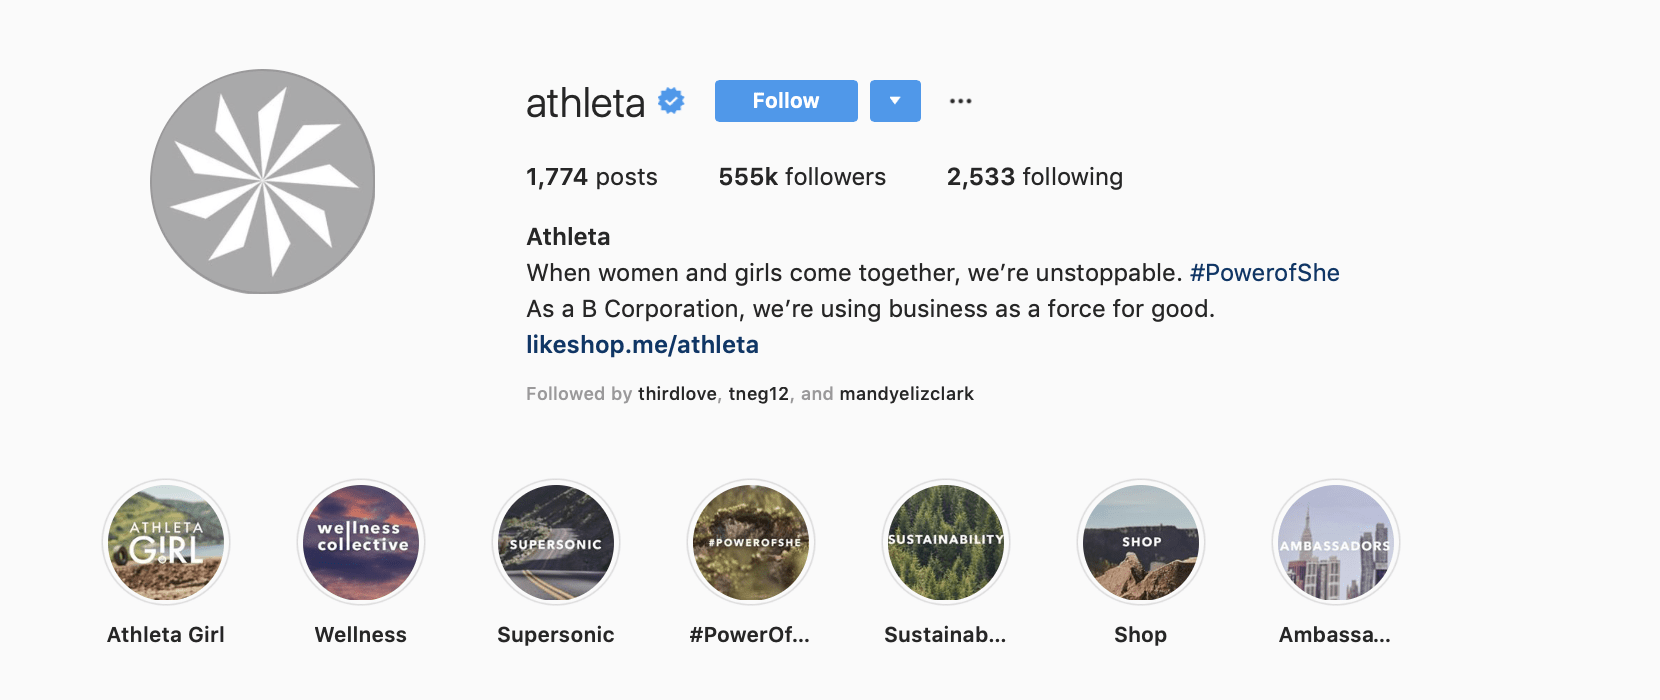 athleta Follow
1,774 posts 555k followers 2,533 following
Athleta
When women and girls come together, we’re unstoppable. #PowerofShe
As a B Corporation, we’re using business as a force for good.
likeshop.me/athleta
Followed by thirdlove, tneg12, and mandyelizclark
ATHLETA
G!RL
wellness
collective
SUPERSONIC
#POWEROFSHE
SUSTAINABILITY
SHOP
AMBASSADORS
Athleta Girl
Wellness
Supersonic
#PowerOf...
Sustainab...
Shop
Ambassa...